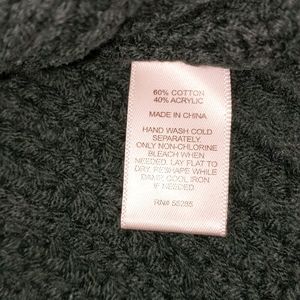 60% COTTON
40% ACRYLIC
MADE IN CHINA
HAND WASH COLD
SEPARATELY.
ONLY NON-CHLORINE
BLEACH WHEN
NEEDED. LAY FLAT TO
DRY. RESHAPE WHILE
DAMP. COOL IRON
IF NEEDED
RN# 55285